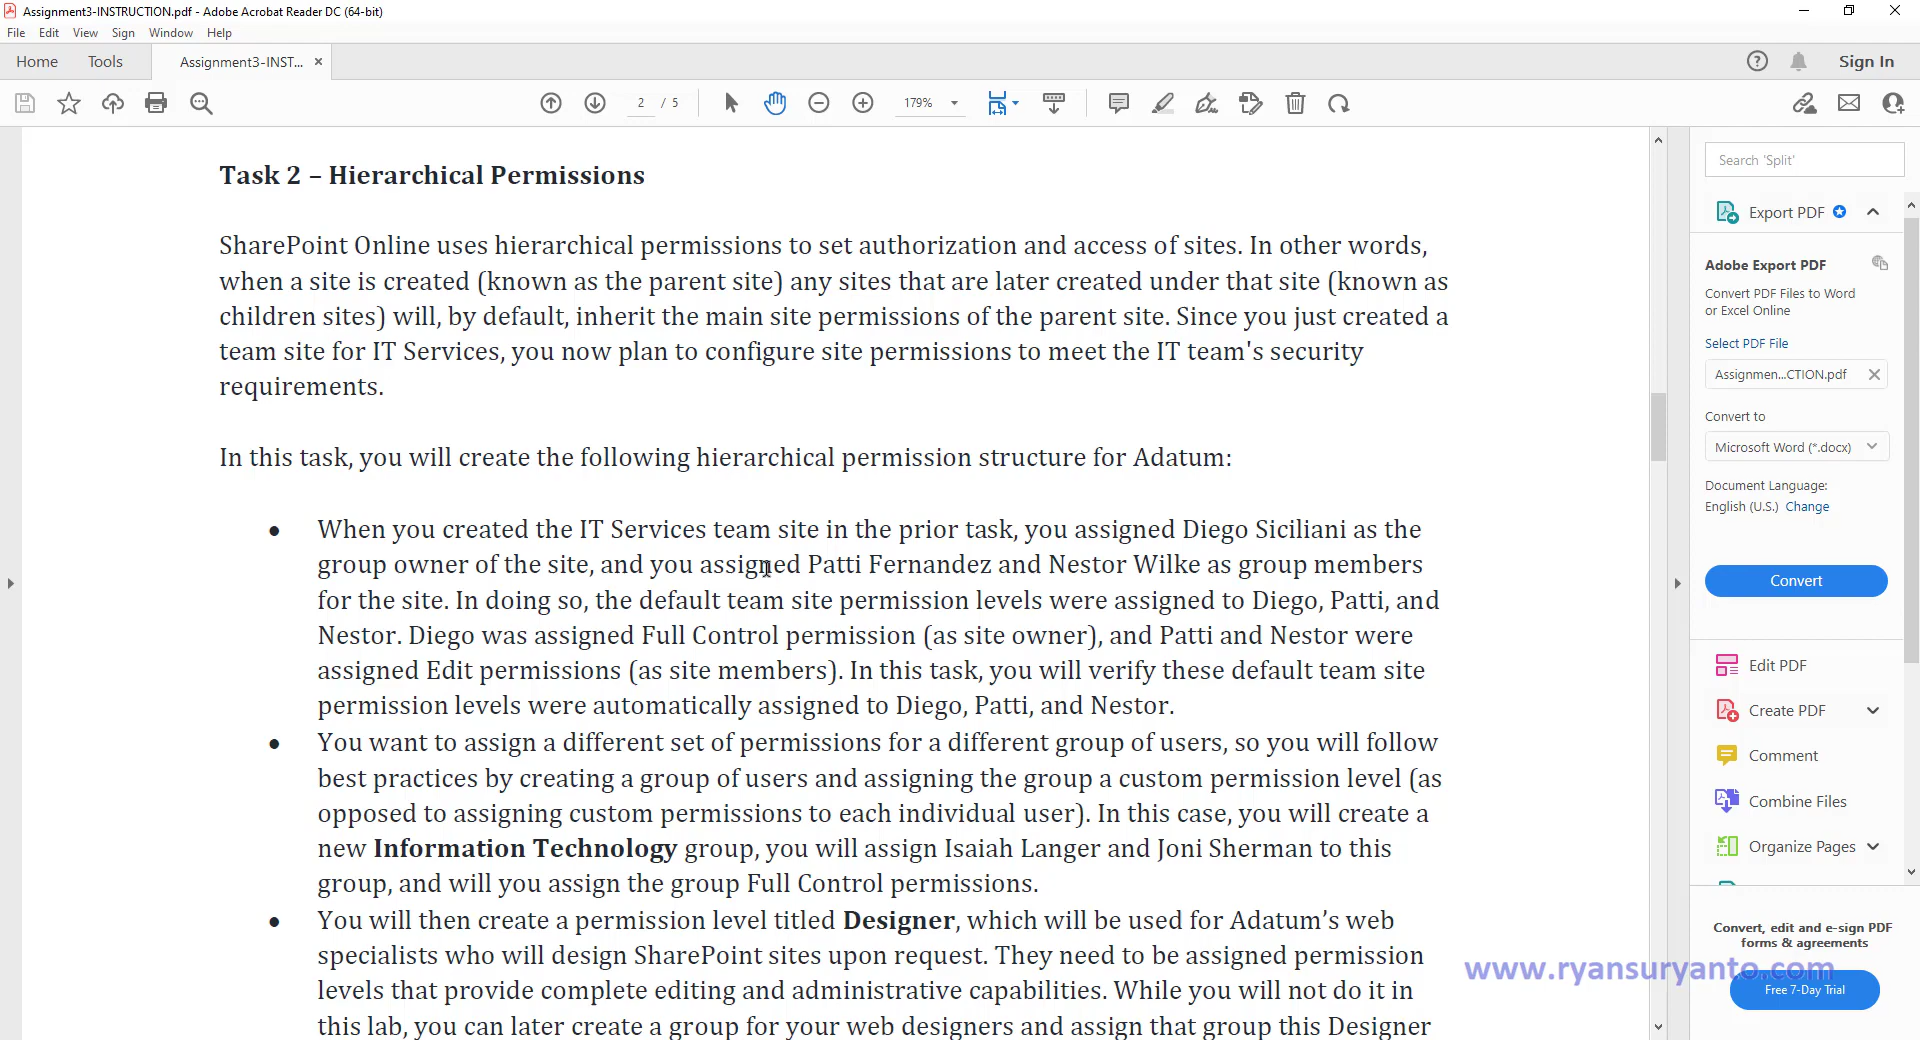 Assignment3-INSTRUCTION.pdf - Adobe Acrobat Reader DC (64-bit)
File Edit View Sign Window Help
Home Tools Assignment3-INST... × Sign In
2 / 5 179%
Task 2 – Hierarchical Permissions
SharePoint Online uses hierarchical permissions to set authorization and access of sites. In other words,
when a site is created (known as the parent site) any sites that are later created under that site (known as
children sites) will, by default, inherit the main site permissions of the parent site. Since you just created a
team site for IT Services, you now plan to configure site permissions to meet the IT team's security
requirements.
In this task, you will create the following hierarchical permission structure for Adatum:
• When you created the IT Services team site in the prior task, you assigned Diego Siciliani as the
group owner of the site, and you assigned Patti Fernandez and Nestor Wilke as group members
for the site. In doing so, the default team site permission levels were assigned to Diego, Patti, and
Nestor. Diego was assigned Full Control permission (as site owner), and Patti and Nestor were
assigned Edit permissions (as site members). In this task, you will verify these default team site
permission levels were automatically assigned to Diego, Patti, and Nestor.
• You want to assign a different set of permissions for a different group of users, so you will follow
best practices by creating a group of users and assigning the group a custom permission level (as
opposed to assigning custom permissions to each individual user). In this case, you will create a
new Information Technology group, you will assign Isaiah Langer and Joni Sherman to this
group, and will you assign the group Full Control permissions.
• You will then create a permission level titled Designer, which will be used for Adatum’s web
specialists who will design SharePoint sites upon request. They need to be assigned permission
levels that provide complete editing and administrative capabilities. While you will not do it in
this lab, you can later create a group for your web designers and assign that group this Designer
Search 'Split'
Export PDF
Adobe Export PDF
Convert PDF Files to Word
or Excel Online
Select PDF File
Assignmen...CTION.pdf
Convert to
Microsoft Word (*.docx)
Document Language:
English (U.S.) Change
Convert
Edit PDF
Create PDF
Comment
Combine Files
Organize Pages
Convert, edit and e-sign PDF
forms & agreements
www.ryansuryanto.com
Free 7-Day Trial